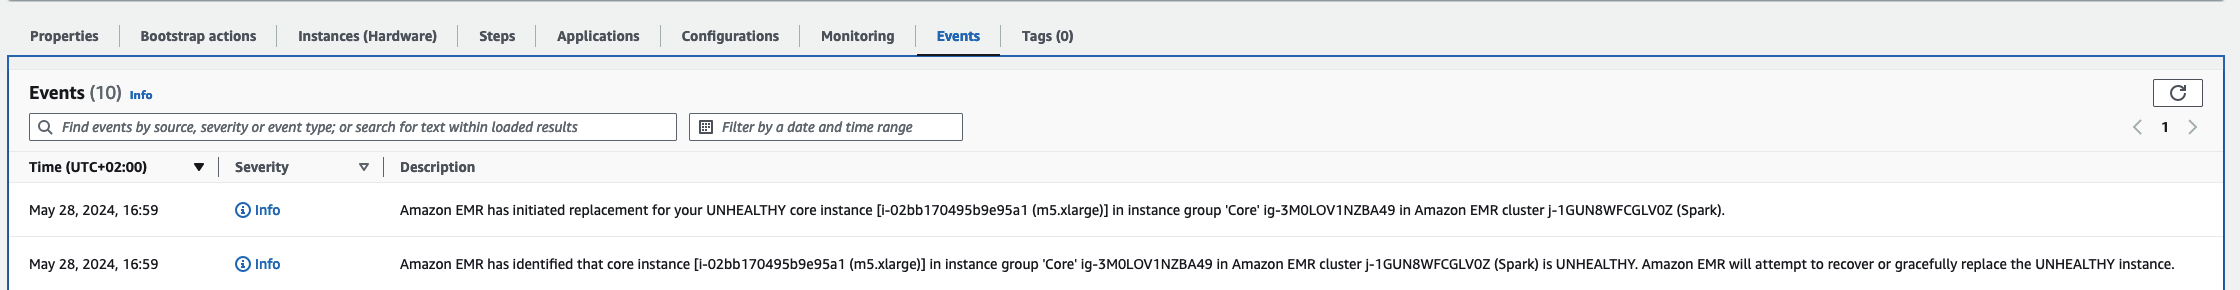 Properties Bootstrap actions Instances (Hardware) Steps Applications Configurations Monitoring Events Tags (0)
Events (10) Info
Find events by source, severity or event type; or search for text within loaded results Filter by a date and time range 1
Time (UTC+02:00) Severity Description
May 28, 2024, 16:59 Info Amazon EMR has initiated replacement for your UNHEALTHY core instance [i-02bb170495b9e95a1 (m5.xlarge)] in instance group 'Core' ig-3M0LOV1NZBA49 in Amazon EMR cluster j-1GUN8WFCGLV0Z (Spark).
May 28, 2024, 16:59 Info Amazon EMR has identified that core instance [i-02bb170495b9e95a1 (m5.xlarge)] in instance group 'Core' ig-3M0LOV1NZBA49 in Amazon EMR cluster j-1GUN8WFCGLV0Z (Spark) is UNHEALTHY. Amazon EMR will attempt to recover or gracefully replace the UNHEALTHY instance.